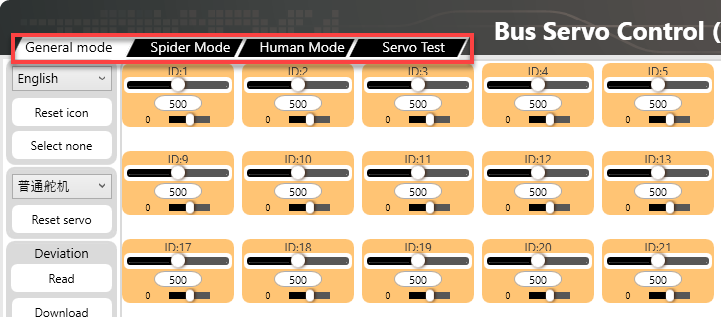 Bus Servo Control (
General mode Spider Mode Human Mode Servo Test
English
Reset icon
Select none
普通舵机
Reset servo
Deviation
Read
Download
ID:1 ID:2 ID:3 ID:4 ID:5
500 500 500 500 500
0 0 0 0 0
ID:9 ID:10 ID:11 ID:12 ID:13
500 500 500 500 500
0 0 0 0 0
ID:17 ID:18 ID:19 ID:20 ID:21
500 500 500 500 500
0 0 0 0 0